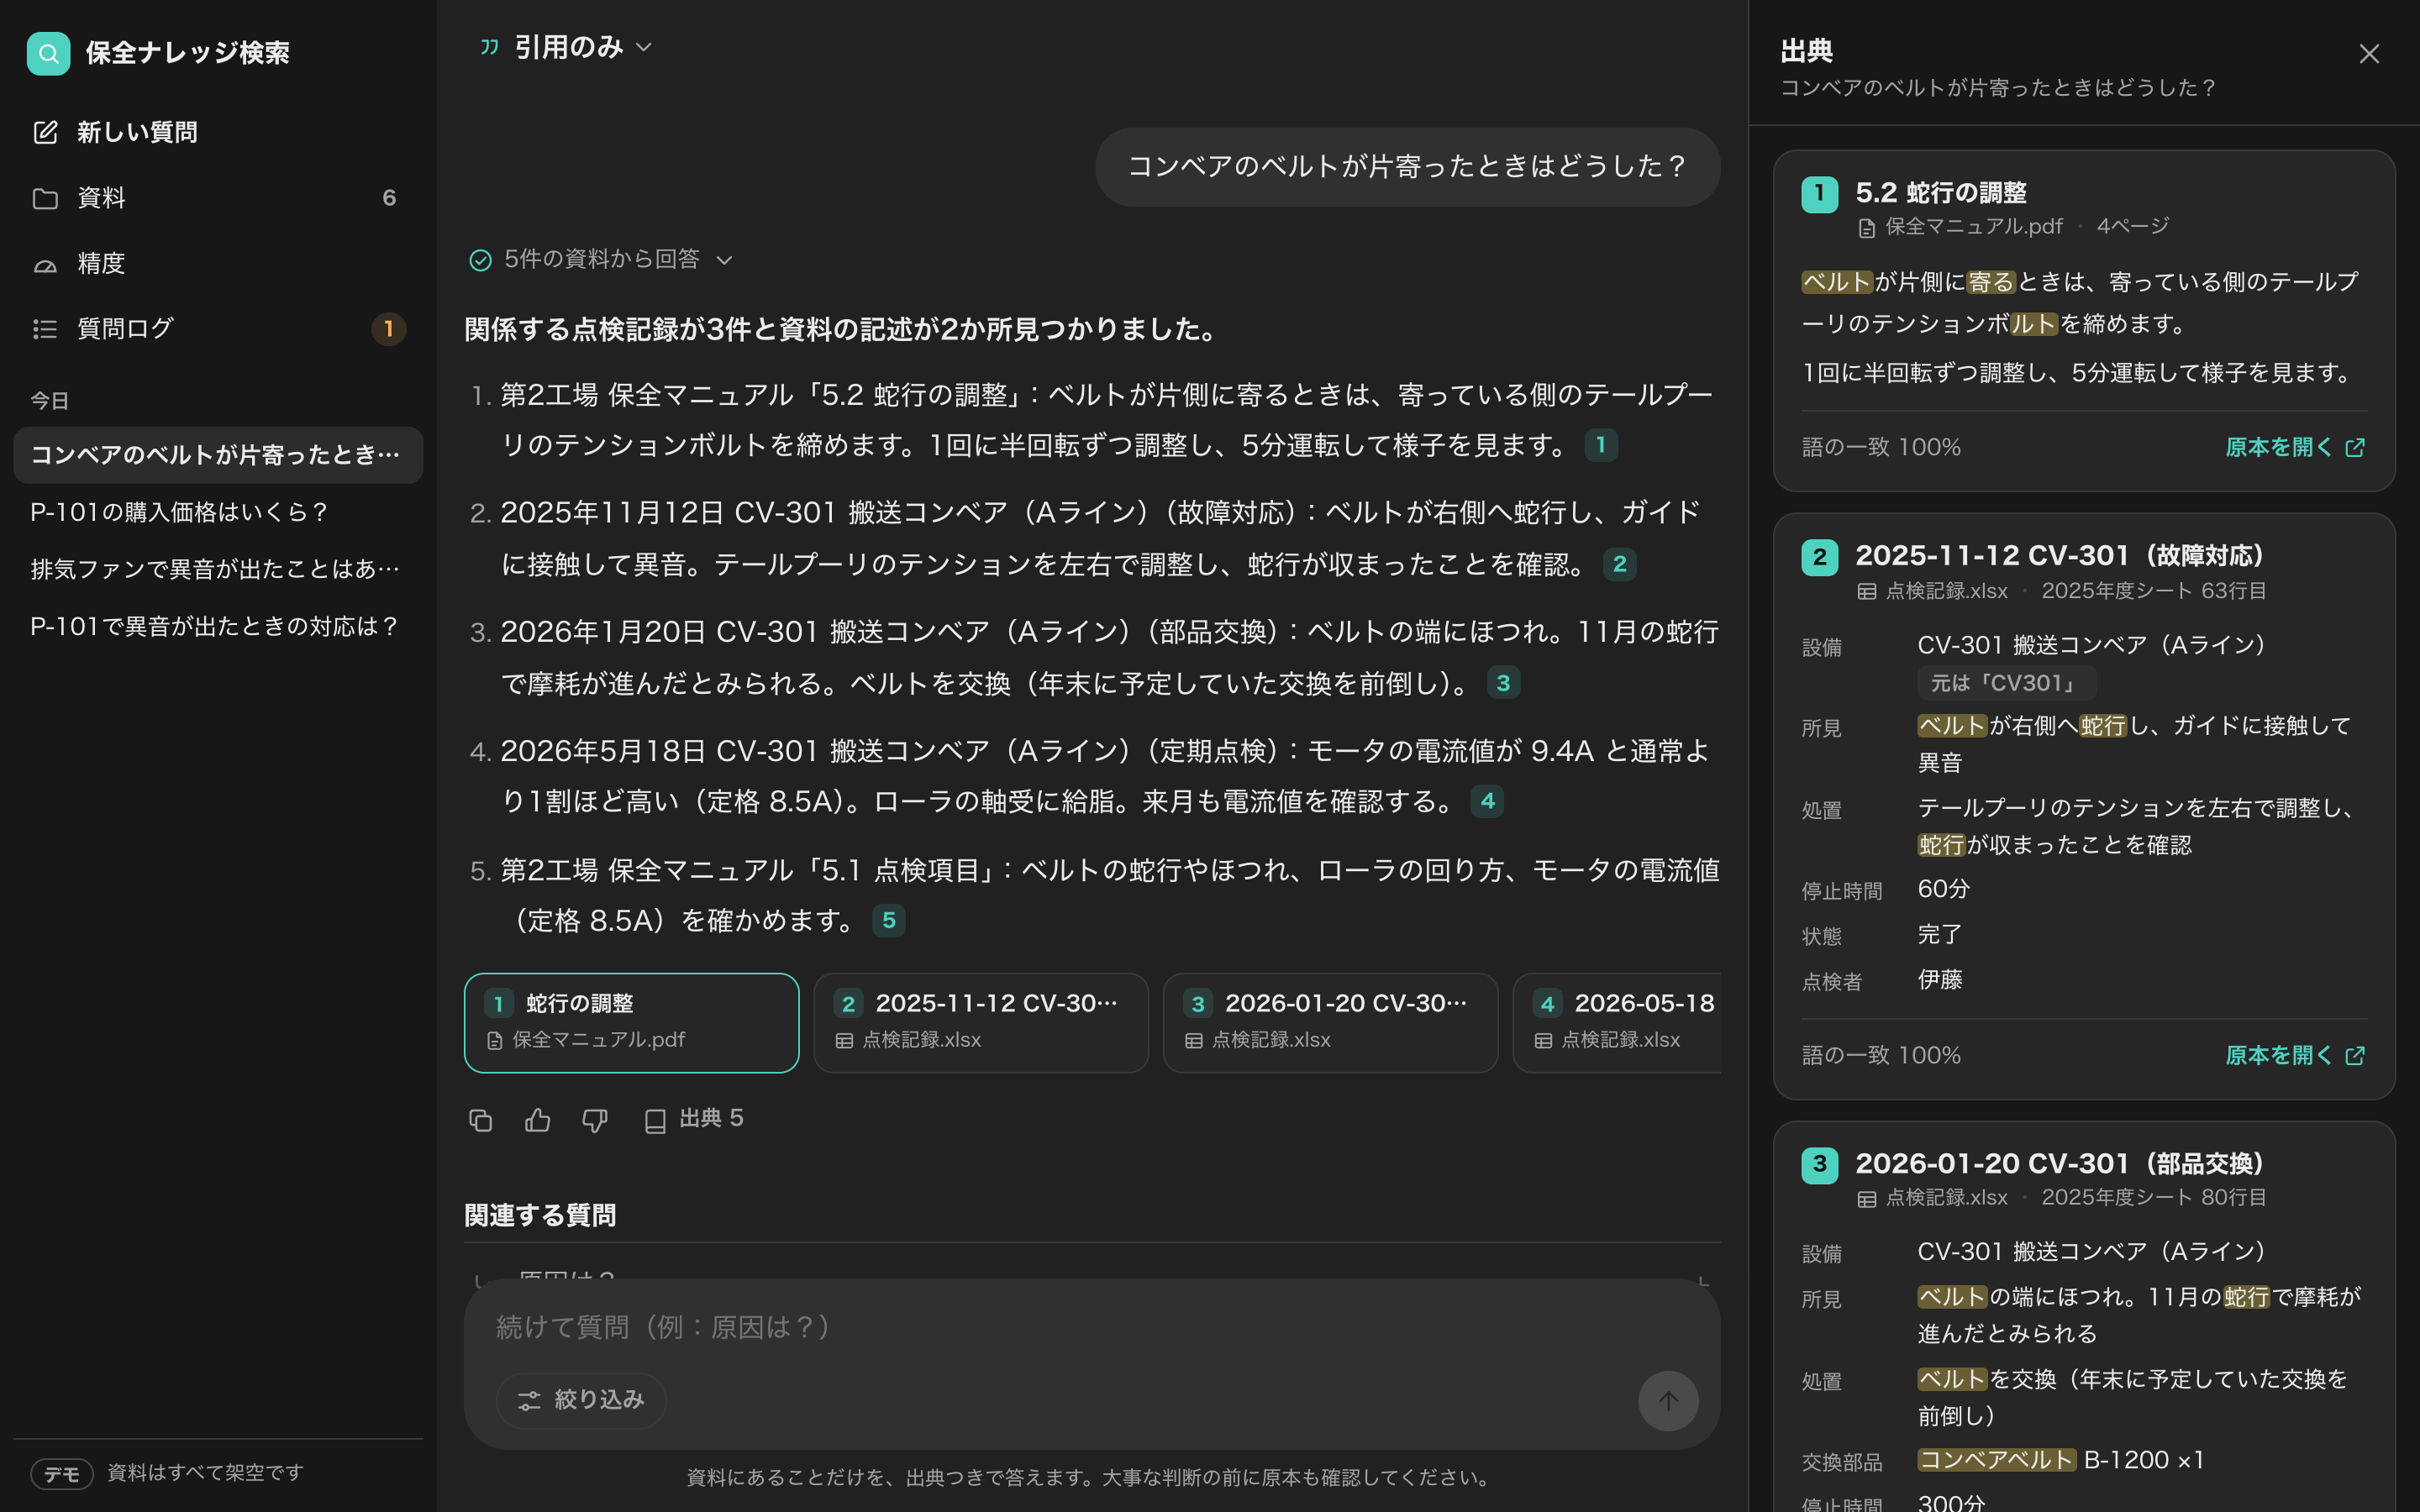 保全ナレッジ検索
新しい質問
資料 6
精度
質問ログ 1
今日
コンベアのベルトが片寄ったとき…
P-101の購入価格はいくら？
排気ファンで異音が出たことはあ…
P-101で異音が出たときの対応は？
デモ 資料はすべて架空です
引用のみ
コンベアのベルトが片寄ったときはどうした？
5件の資料から回答
関係する点検記録が3件と資料の記述が2か所見つかりました。
1. 第2工場 保全マニュアル「5.2 蛇行の調整」：ベルトが片側に寄るときは、寄っている側のテールプー
リのテンションボルトを締めます。1回に半回転ずつ調整し、5分運転して様子を見ます。 1
2. 2025年11月12日 CV-301 搬送コンベア（Aライン）（故障対応）：ベルトが右側へ蛇行し、ガイド
に接触して異音。テールプーリのテンションを左右で調整し、蛇行が収まったことを確認。 2
3. 2026年1月20日 CV-301 搬送コンベア（Aライン）（部品交換）：ベルトの端にほつれ。11月の蛇行
で摩耗が進んだとみられる。ベルトを交換（年末に予定していた交換を前倒し）。 3
4. 2026年5月18日 CV-301 搬送コンベア（Aライン）（定期点検）：モータの電流値が 9.4A と通常よ
り1割ほど高い（定格 8.5A）。ローラの軸受に給脂。来月も電流値を確認する。 4
5. 第2工場 保全マニュアル「5.1 点検項目」：ベルトの蛇行やほつれ、ローラの回り方、モータの電流値
（定格 8.5A）を確かめます。 5
1 蛇行の調整
保全マニュアル.pdf
2 2025-11-12 CV-30…
点検記録.xlsx
3 2026-01-20 CV-30…
点検記録.xlsx
4 2026-05-18
点検記録.xlsx
出典 5
関連する質問
原因は？
続けて質問（例：原因は？）
絞り込み
資料にあることだけを、出典つきで答えます。大事な判断の前に原本も確認してください。
出典
コンベアのベルトが片寄ったときはどうした？
1 5.2 蛇行の調整
保全マニュアル.pdf · 4ページ
ベルトが片側に寄るときは、寄っている側のテールプ
ーリのテンションボルトを締めます。
1回に半回転ずつ調整し、5分運転して様子を見ます。
語の一致 100% 原本を開く
2 2025-11-12 CV-301（故障対応）
点検記録.xlsx · 2025年度シート 63行目
設備 CV-301 搬送コンベア（Aライン）
元は「CV301」
所見 ベルトが右側へ蛇行し、ガイドに接触して
異音
処置 テールプーリのテンションを左右で調整し、
蛇行が収まったことを確認
停止時間 60分
状態 完了
点検者 伊藤
語の一致 100% 原本を開く
3 2026-01-20 CV-301（部品交換）
点検記録.xlsx · 2025年度シート 80行目
設備 CV-301 搬送コンベア（Aライン）
所見 ベルトの端にほつれ。11月の蛇行で摩耗が
進んだとみられる
処置 ベルトを交換（年末に予定していた交換を
前倒し）
交換部品 コンベアベルト B-1200 ×1
停止時間 300分